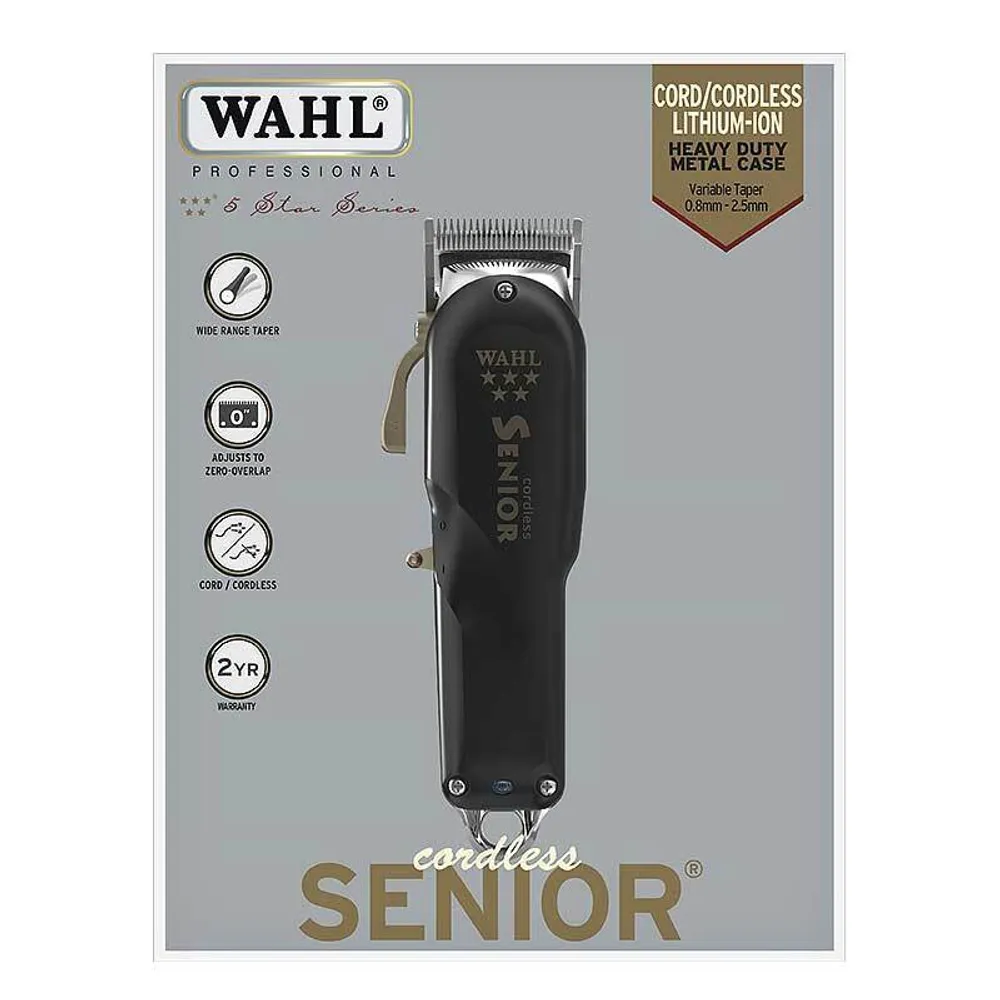 WAHL®
PROFESSIONAL
5 Star Series
CORD/CORDLESS
LITHIUM-ION
HEAVY DUTY
METAL CASE
Variable Taper
0.8mm - 2.5mm
WIDE RANGE TAPER
0"
ADJUSTS TO
ZERO-OVERLAP
CORD / CORDLESS
2YR
WARRANTY
WAHL
SENIOR
cordless
cordless
SENIOR®